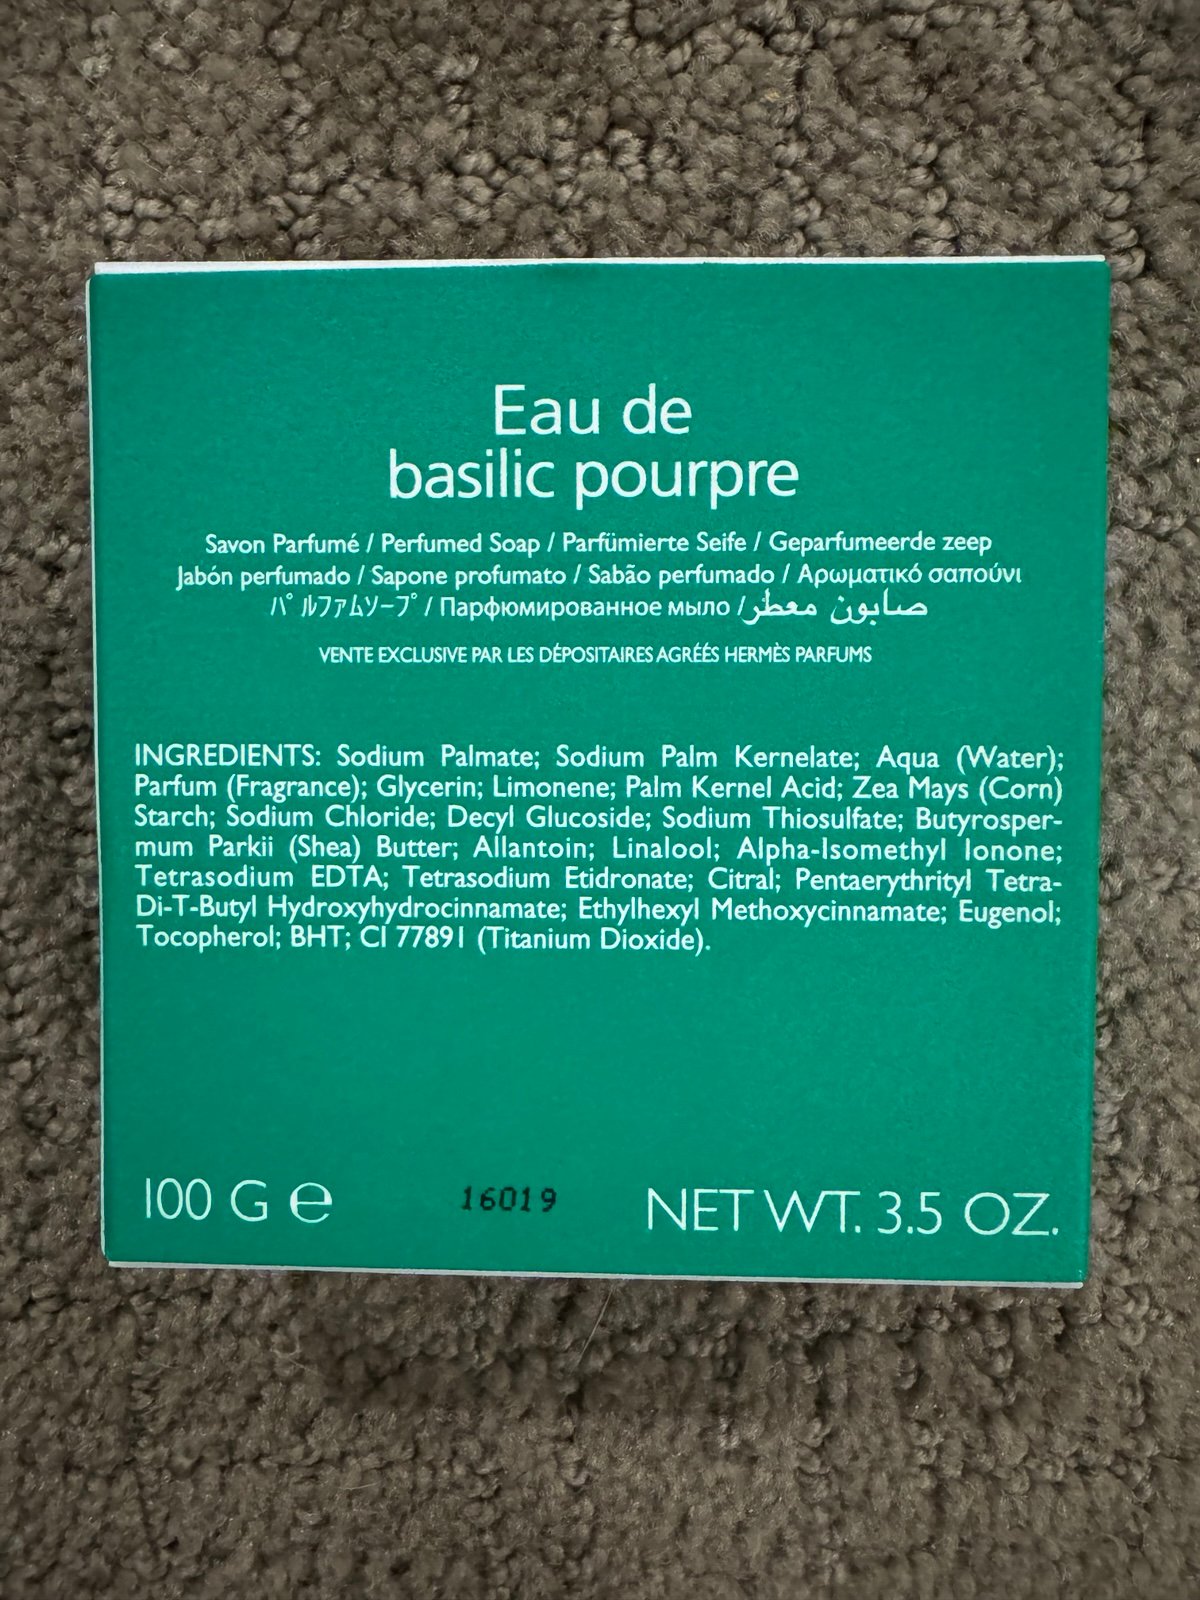 Eau de
basilic pourpre
Savon Parfumé / Perfumed Soap / Parfümierte Seife / Geparfumeerde zeep
Jabón perfumado / Sapone profumato / Sabão perfumado / Αρωματικό σαπούνι
パルファムソープ / Парфюмированное мыло / صابون معطر
VENTE EXCLUSIVE PAR LES DÉPOSITAIRES AGRÉÉS HERMÈS PARFUMS
INGREDIENTS: Sodium Palmate; Sodium Palm Kernelate; Aqua (Water);
Parfum (Fragrance); Glycerin; Limonene; Palm Kernel Acid; Zea Mays (Corn)
Starch; Sodium Chloride; Decyl Glucoside; Sodium Thiosulfate; Butyrosper-
mum Parkii (Shea) Butter; Allantoin; Linalool; Alpha-Isomethyl Ionone;
Tetrasodium EDTA; Tetrasodium Etidronate; Citral; Pentaerythrityl Tetra-
Di-T-Butyl Hydroxyhydrocinnamate; Ethylhexyl Methoxycinnamate; Eugenol;
Tocopherol; BHT; CI 77891 (Titanium Dioxide).
100 G ℮ 16019 NET WT. 3.5 OZ.